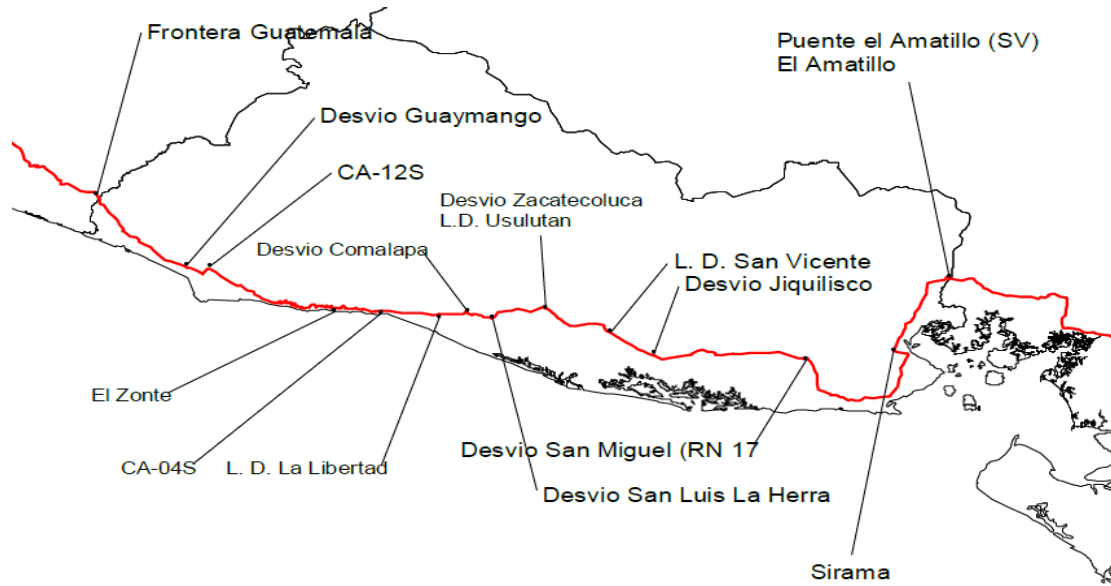 Frontera Guatemala
Puente el Amatillo (SV)
El Amatillo
Desvio Guaymango
CA-12S
Desvio Zacatecoluca
L.D. Usulutan
Desvio Comalapa
L. D. San Vicente
Desvio Jiquilisco
El Zonte
CA-04S
L. D. La Libertad
Desvio San Miguel (RN 17
Desvio San Luis La Herra
Sirama